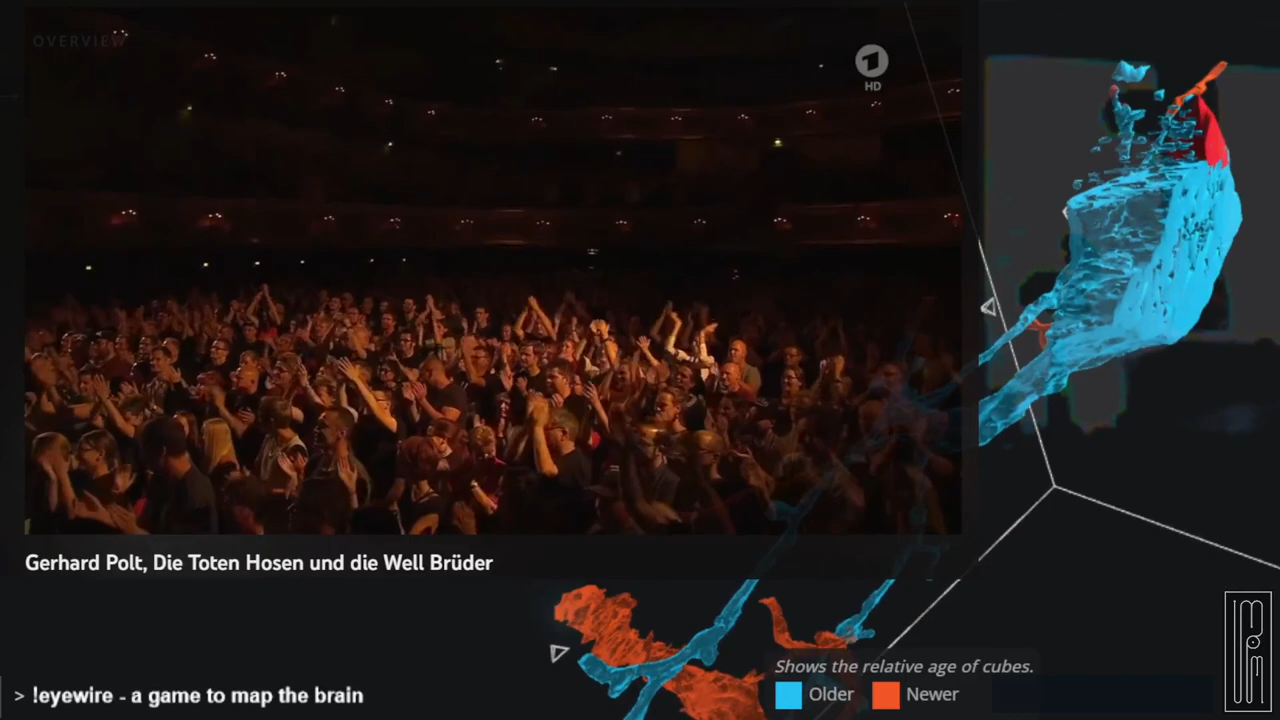 OVERVIEW
1
HD
Gerhard Polt, Die Toten Hosen und die Well Brüder
Shows the relative age of cubes.
Older
Newer
> !eyewire - a game to map the brain